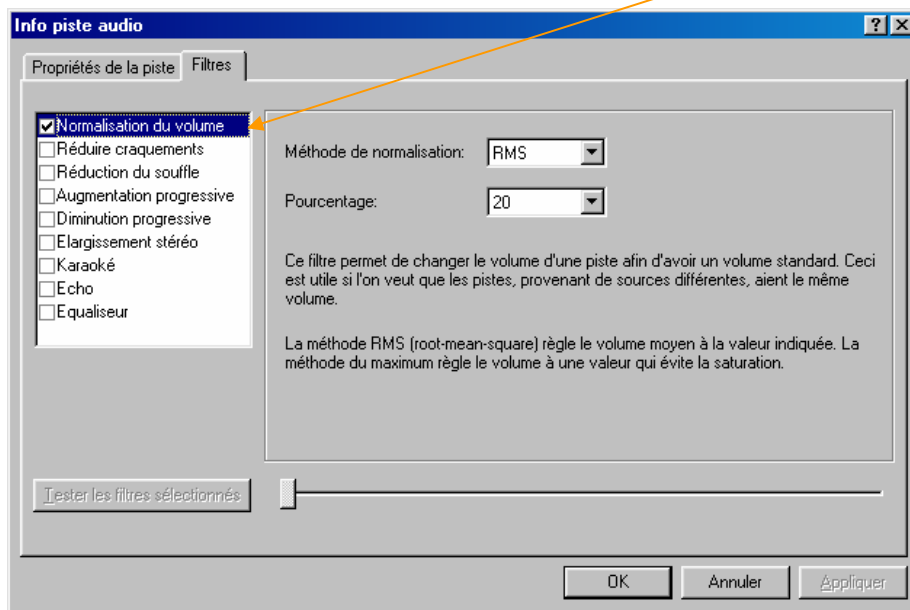 Info piste audio
Propriétés de la piste
Filtres
Normalisation du volume
Réduire craquements
Réduction du souffle
Augmentation progressive
Diminution progressive
Elargissement stéréo
Karaoké
Echo
Equaliseur
Méthode de normalisation: RMS
Pourcentage: 20
Ce filtre permet de changer le volume d'une piste afin d'avoir un volume standard. Ceci
est utile si l'on veut que les pistes, provenant de sources différentes, aient le même
volume.
La méthode RMS (root-mean-square) règle le volume moyen à la valeur indiquée. La
méthode du maximum règle le volume à une valeur qui évite la saturation.
Tester les filtres sélectionnés
OK
Annuler
Appliquer